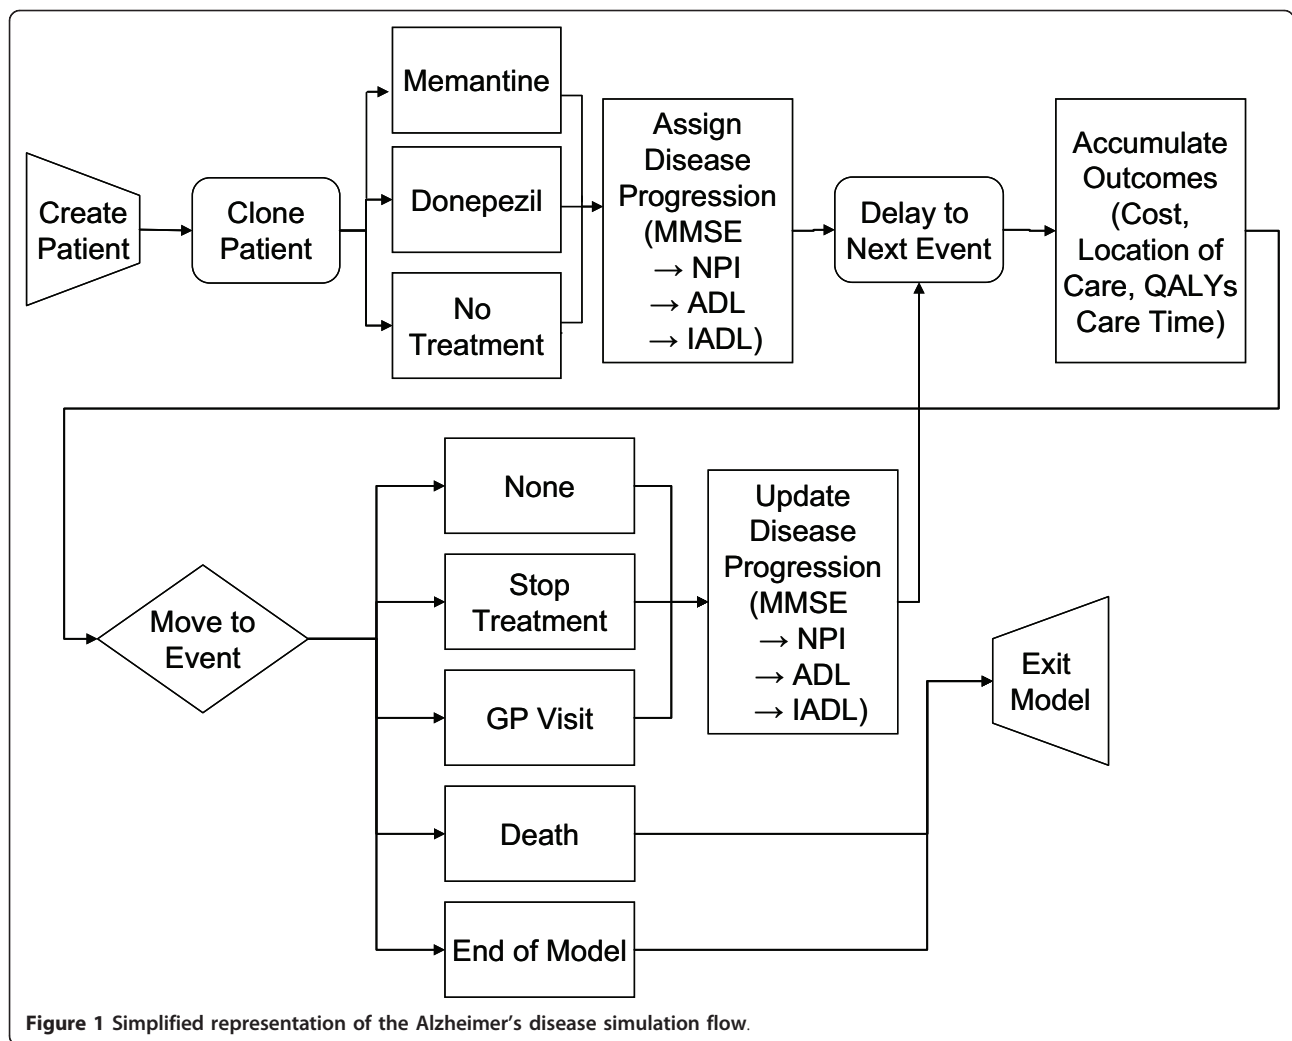 Create
Patient
Clone
Patient
Memantine
Donepezil
No
Treatment
Assign
Disease
Progression
(MMSE
→ NPI
→ ADL
→ IADL)
Delay to
Next Event
Accumulate
Outcomes
(Cost,
Location of
Care, QALYs
Care Time)
Move to
Event
None
Stop
Treatment
GP Visit
Death
End of Model
Update
Disease
Progression
(MMSE
→ NPI
→ ADL
→ IADL)
Exit
Model
Figure 1 Simplified representation of the Alzheimer's disease simulation flow.